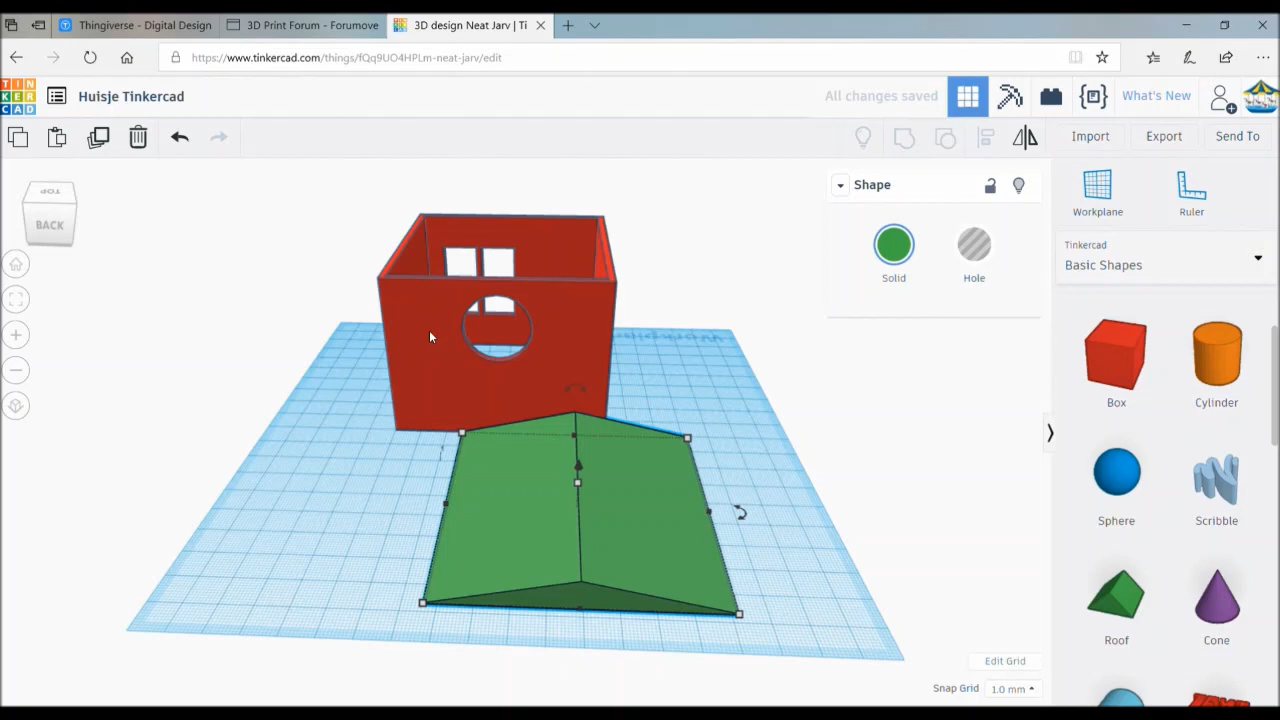 Thingiverse - Digital Design
3D Print Forum - Forumove
3D design Neat Jarv | Ti
https://www.tinkercad.com/things/fQq9UO4HPLm-neat-jarv/edit
TIN
KER
CAD
Huisje Tinkercad
All changes saved
What's New
Import
Export
Send To
TOP
BACK
Shape
Solid
Hole
Workplane
Ruler
Tinkercad
Basic Shapes
Box
Cylinder
Sphere
Scribble
Roof
Cone
Workplane
Edit Grid
Snap Grid
1.0 mm